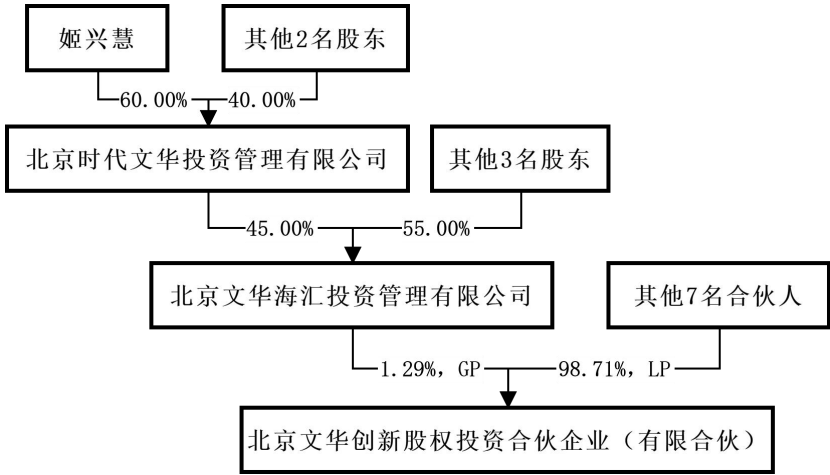 姬兴慧
其他2名股东
60.00%
40.00%
北京时代文华投资管理有限公司
其他3名股东
45.00%
55.00%
北京文华海汇投资管理有限公司
其他7名合伙人
1.29%，GP
98.71%，LP
北京文华创新股权投资合伙企业（有限合伙）